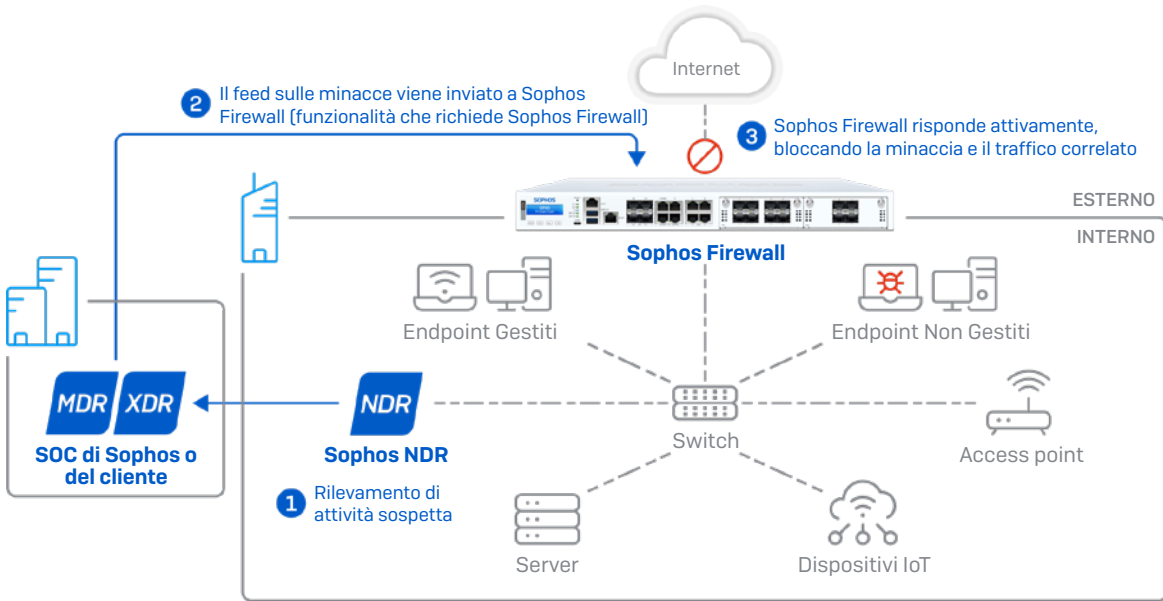 Internet
2
Il feed sulle minacce viene inviato a Sophos
Firewall (funzionalità che richiede Sophos Firewall)
3
Sophos Firewall risponde attivamente,
bloccando la minaccia e il traffico correlato
SOPHOS
ESTERNO
INTERNO
Sophos Firewall
Endpoint Gestiti
Endpoint Non Gestiti
MDR XDR
NDR
SOC di Sophos o
del cliente
Sophos NDR
Switch
Access point
1
Rilevamento di
attività sospetta
Server
Dispositivi IoT